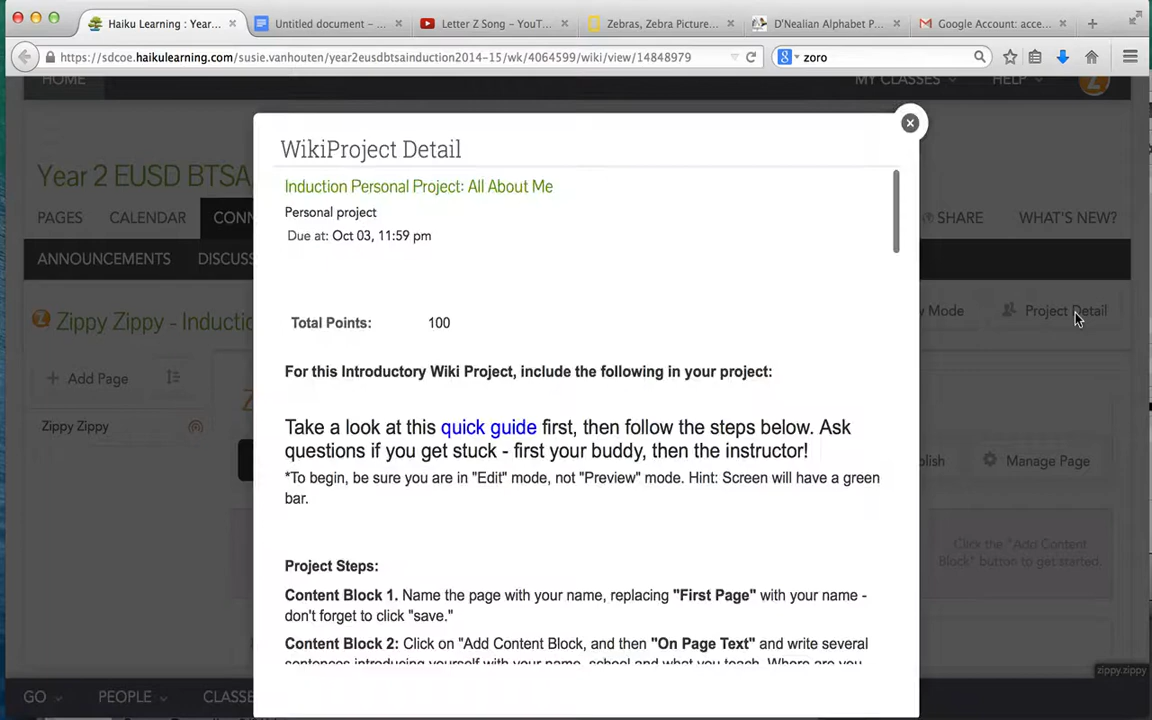 Haiku Learning : Year...
Untitled document – ...
Letter Z Song – YouT...
Zebras, Zebra Picture...
D'Nealian Alphabet P...
Google Account: acce...
https://sdcoe.haikulearning.com/susie.vanhouten/year2eusdbtsainduction2014-15/wk/4064599/wiki/view/14848979
zoro
HOME
MY CLASSES
HELP
Year 2 EUSD BTSA
PAGES
CALENDAR
CONN
SHARE
WHAT'S NEW?
ANNOUNCEMENTS
DISCUSS
Zippy Zippy - Inductio
w Mode
Project Detail
Add Page
Zippy Zippy
blish
Manage Page
Click the "Add Content
Block" button to get started.
WikiProject Detail
Induction Personal Project: All About Me
Personal project
Due at: Oct 03, 11:59 pm
Total Points: 100
For this Introductory Wiki Project, include the following in your project:
Take a look at this quick guide first, then follow the steps below. Ask
questions if you get stuck - first your buddy, then the instructor!
*To begin, be sure you are in "Edit" mode, not "Preview" mode. Hint: Screen will have a green
bar.
Project Steps:
Content Block 1. Name the page with your name, replacing "First Page" with your name -
don't forget to click "save."
Content Block 2: Click on "Add Content Block, and then "On Page Text" and write several
sentences introducing yourself with your name, school and what you teach. Where are you
zippy.zippy
GO
PEOPLE
CLASSE